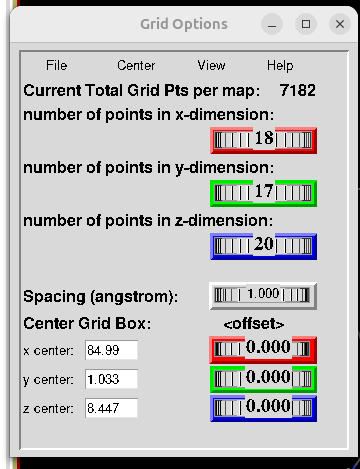 Grid Options
File Center View Help
Current Total Grid Pts per map: 7182
number of points in x-dimension:
18
number of points in y-dimension:
17
number of points in z-dimension:
20
Spacing (angstrom): 1.000
Center Grid Box: <offset>
x center: 84.99 0.000
y center: 1.033 0.000
z center: 8.447 0.000